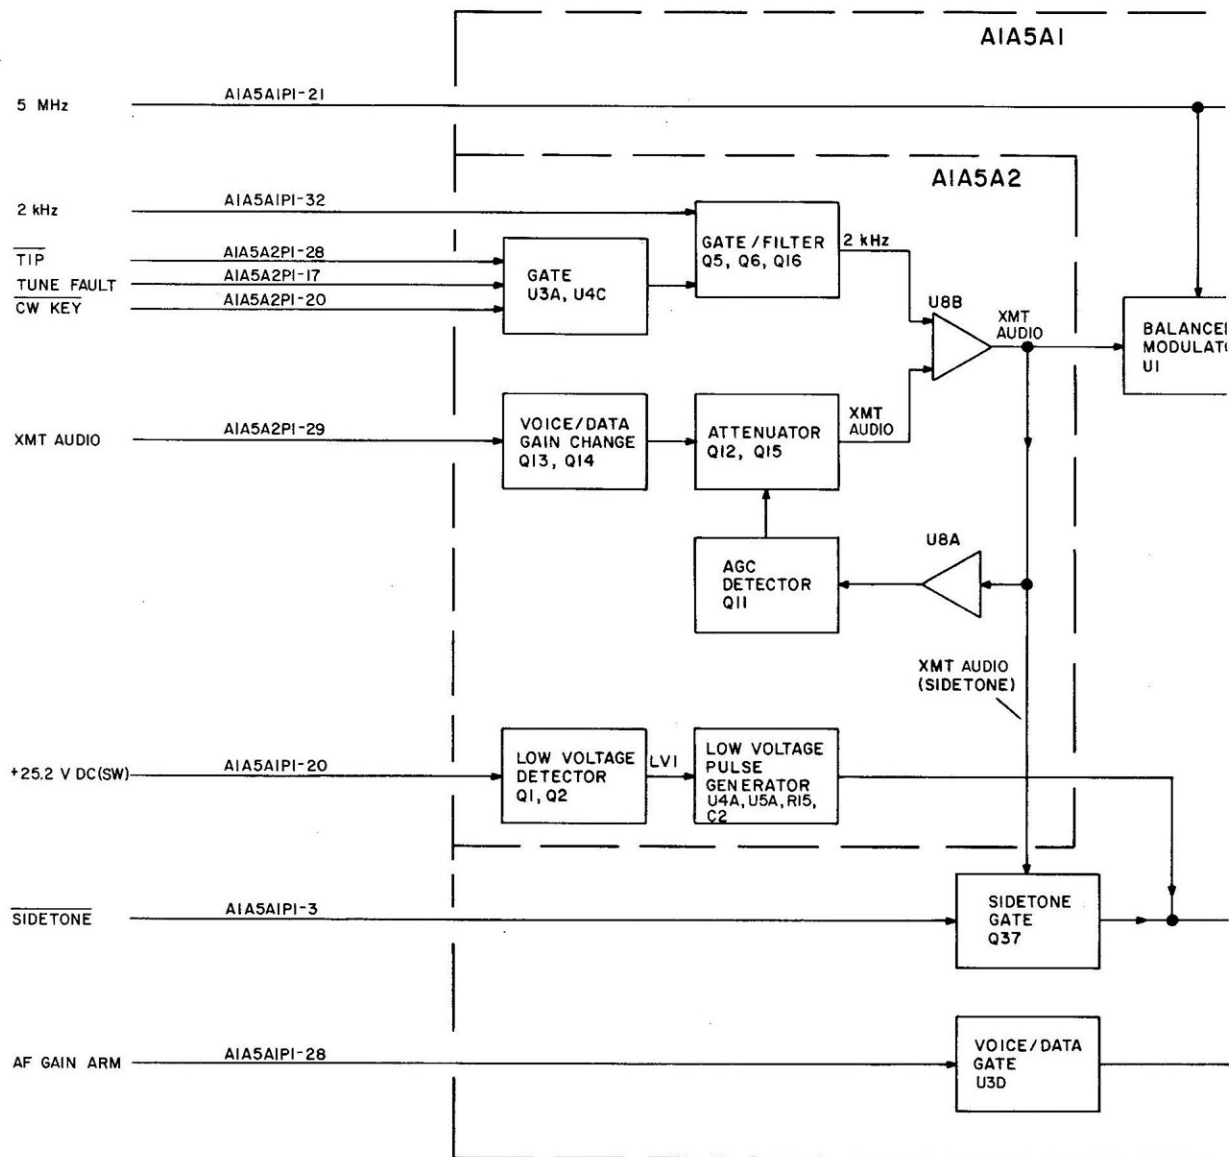 A1A5A1
5 MHz
A1A5A1P1-21
A1A5A2
2 kHz
A1A5A1P1-32
TIP
A1A5A2P1-28
TUNE FAULT
A1A5A2P1-17
CW KEY
A1A5A2P1-20
GATE
U3A, U4C
GATE/FILTER
Q5, Q6, Q16
2 kHz
U8B
XMT
AUDIO
BALANCE
MODULAT
U1
XMT AUDIO
A1A5A2P1-29
VOICE/DATA
GAIN CHANGE
Q13, Q14
ATTENUATOR
Q12, Q15
XMT
AUDIO
AGC
DETECTOR
Q11
U8A
XMT AUDIO
(SIDETONE)
+25.2 V DC(SW)
A1A5A1P1-20
LOW VOLTAGE
DETECTOR
Q1, Q2
LV1
LOW VOLTAGE
PULSE
GENERATOR
U4A, U5A, R15,
C2
SIDETONE
A1A5A1P1-3
SIDETONE
GATE
Q37
AF GAIN ARM
A1A5A1P1-28
VOICE/DATA
GATE
U3D